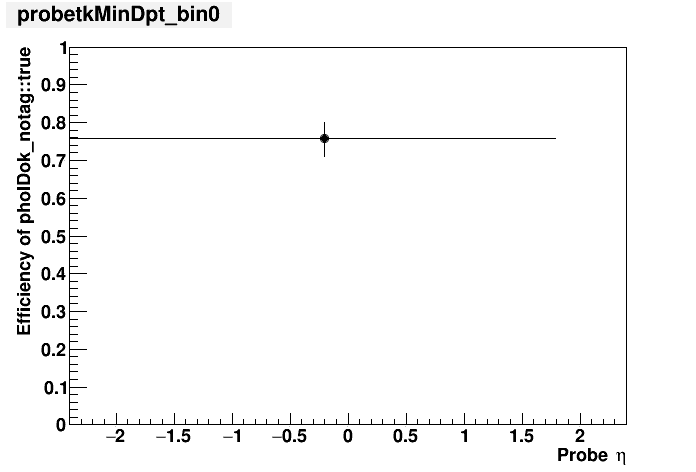 probetkMinDpt_bin0
Efficiency of phoIDok_notag::true
1
0.9
0.8
0.7
0.6
0.5
0.4
0.3
0.2
0.1
0
−2 −1.5 −1 −0.5 0 0.5 1 1.5 2
Probe η